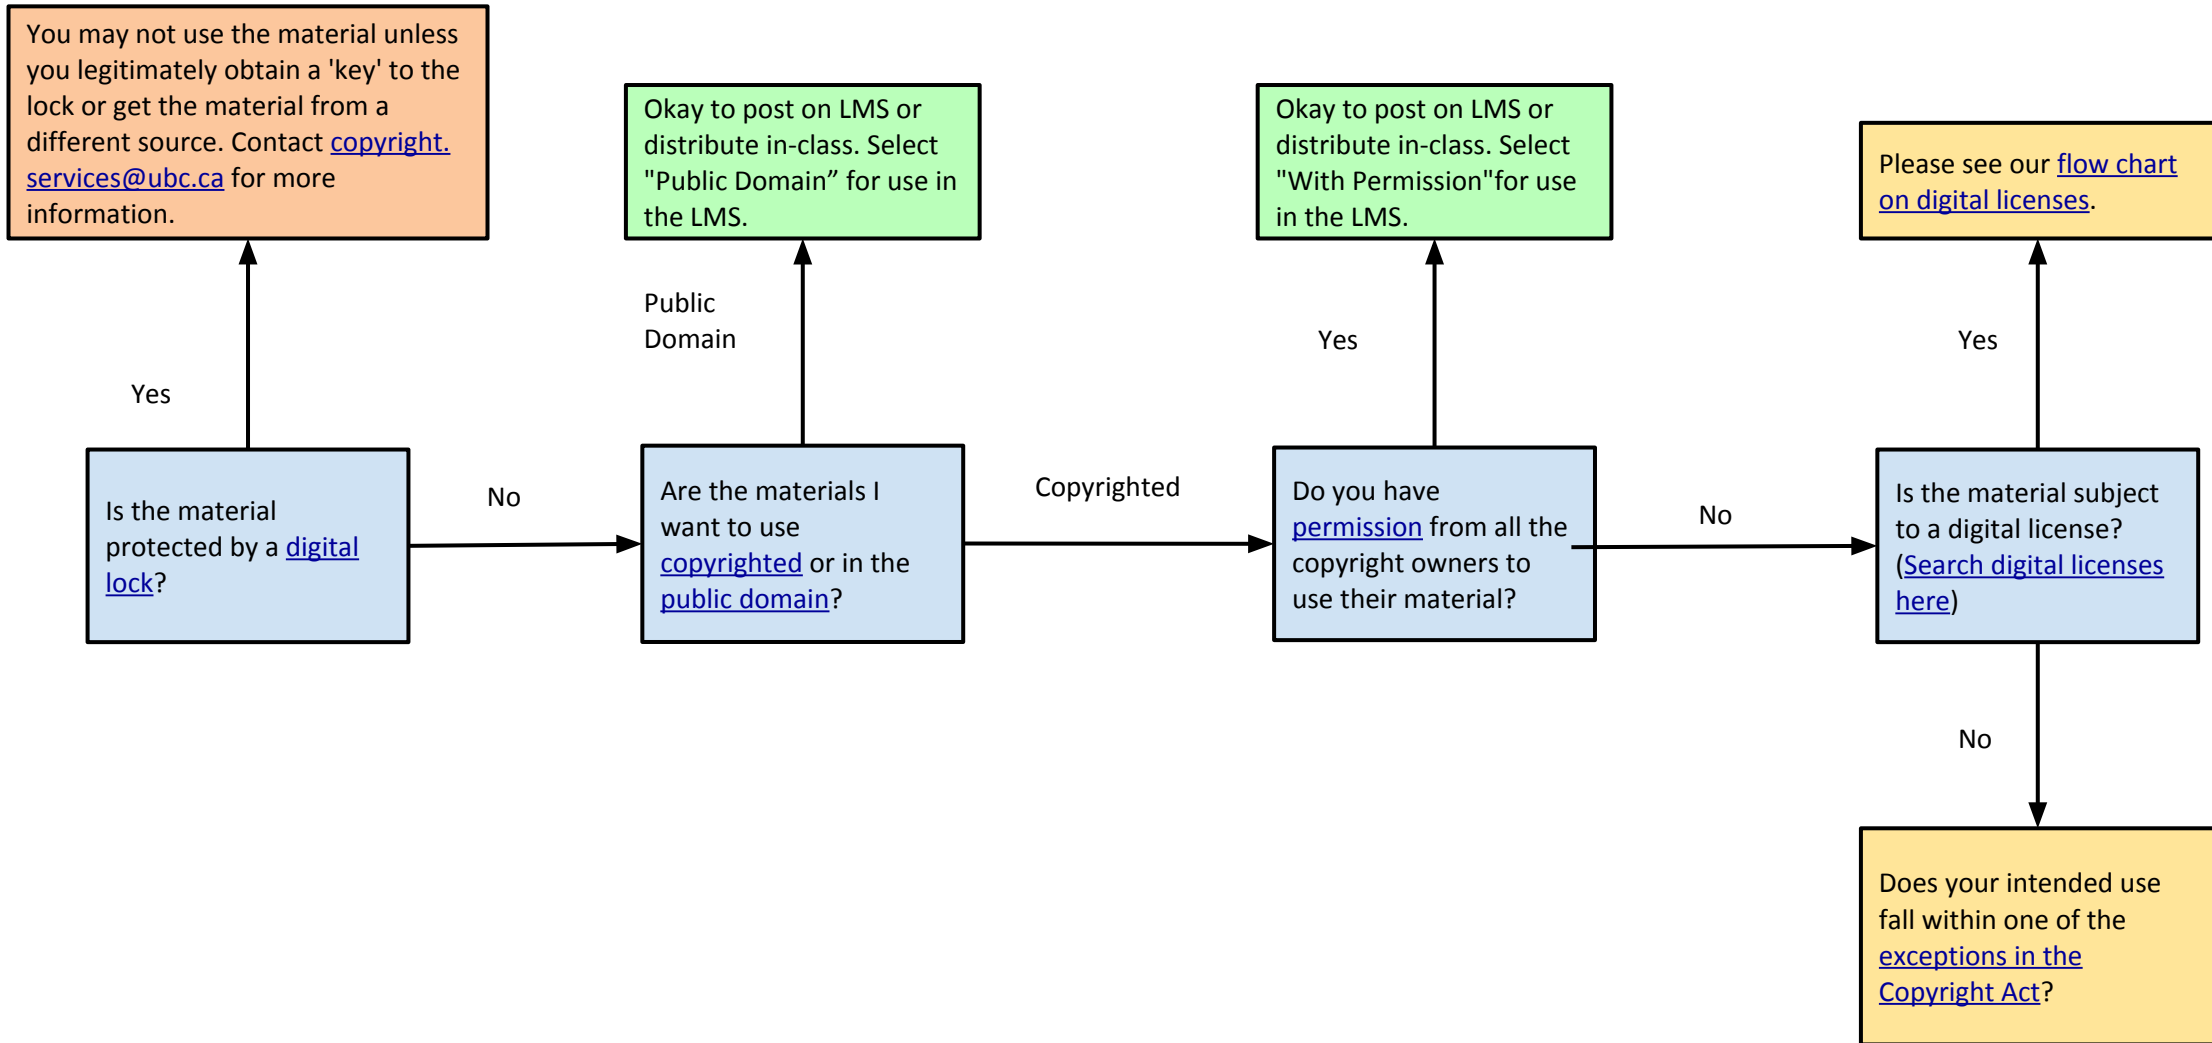 You may not use the material unless
you legitimately obtain a 'key' to the
lock or get the material from a
different source. Contact copyright.
services@ubc.ca for more
information.
Okay to post on LMS or
distribute in-class. Select
"Public Domain” for use in
the LMS.
Okay to post on LMS or
distribute in-class. Select
"With Permission"for use
in the LMS.
Please see our flow chart
on digital licenses.
Yes
Public
Domain
Yes
Yes
Is the material
protected by a digital
lock?
No
Are the materials I
want to use
copyrighted or in the
public domain?
Copyrighted
Do you have
permission from all the
copyright owners to
use their material?
No
Is the material subject
to a digital license?
(Search digital licenses
here)
No
Does your intended use
fall within one of the
exceptions in the
Copyright Act?